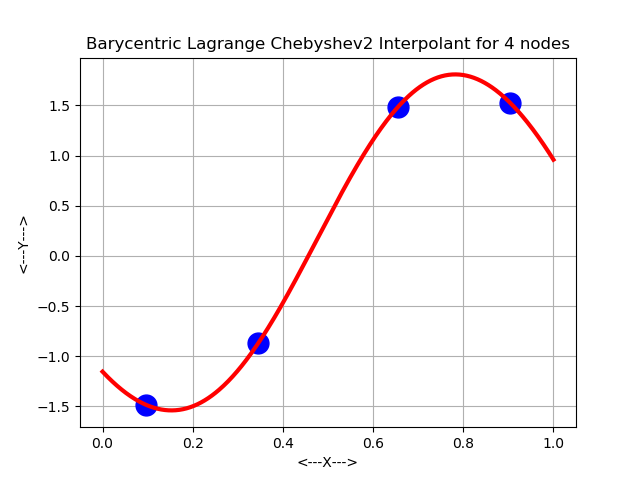 Barycentric Lagrange Chebyshev2 Interpolant for 4 nodes
1.5
1.0
0.5
0.0
−0.5
−1.0
−1.5
<---Y--->
0.0 0.2 0.4 0.6 0.8 1.0
<---X--->